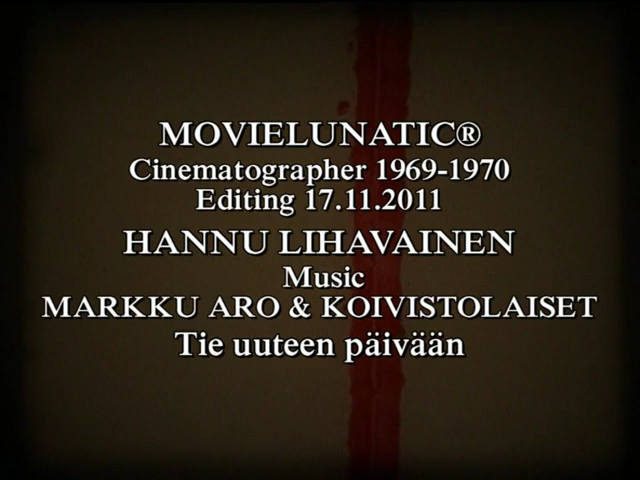 MOVIELUNATIC®
Cinematographer 1969-1970
Editing 17.11.2011
HANNU LIHAVAINEN
Music
MARKKU ARO & KOIVISTOLAISET
Tie uuteen päivään